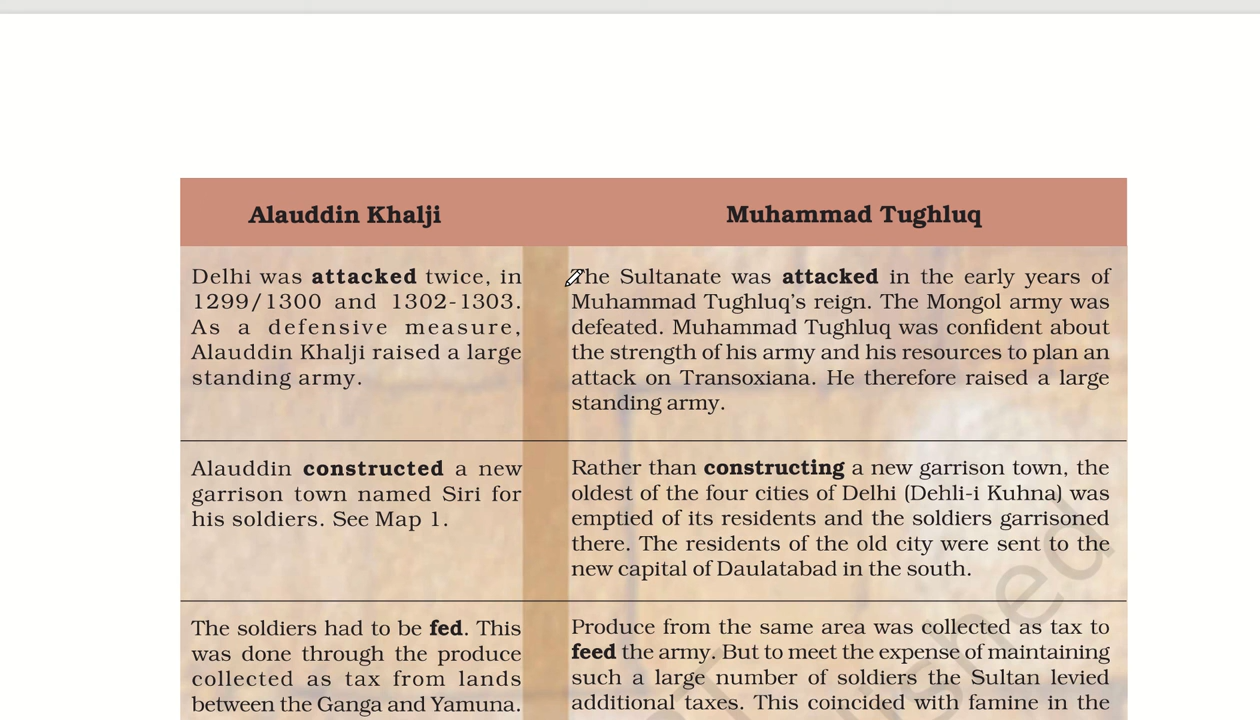 Alauddin Khalji
Muhammad Tughluq
Delhi was attacked twice, in
1299/1300 and 1302-1303.
As a defensive measure,
Alauddin Khalji raised a large
standing army.
The Sultanate was attacked in the early years of
Muhammad Tughluq's reign. The Mongol army was
defeated. Muhammad Tughluq was confident about
the strength of his army and his resources to plan an
attack on Transoxiana. He therefore raised a large
standing army.
Alauddin constructed a new
garrison town named Siri for
his soldiers. See Map 1.
Rather than constructing a new garrison town, the
oldest of the four cities of Delhi (Dehli-i Kuhna) was
emptied of its residents and the soldiers garrisoned
there. The residents of the old city were sent to the
new capital of Daulatabad in the south.
The soldiers had to be fed. This
was done through the produce
collected as tax from lands
between the Ganga and Yamuna.
Produce from the same area was collected as tax to
feed the army. But to meet the expense of maintaining
such a large number of soldiers the Sultan levied
additional taxes. This coincided with famine in the